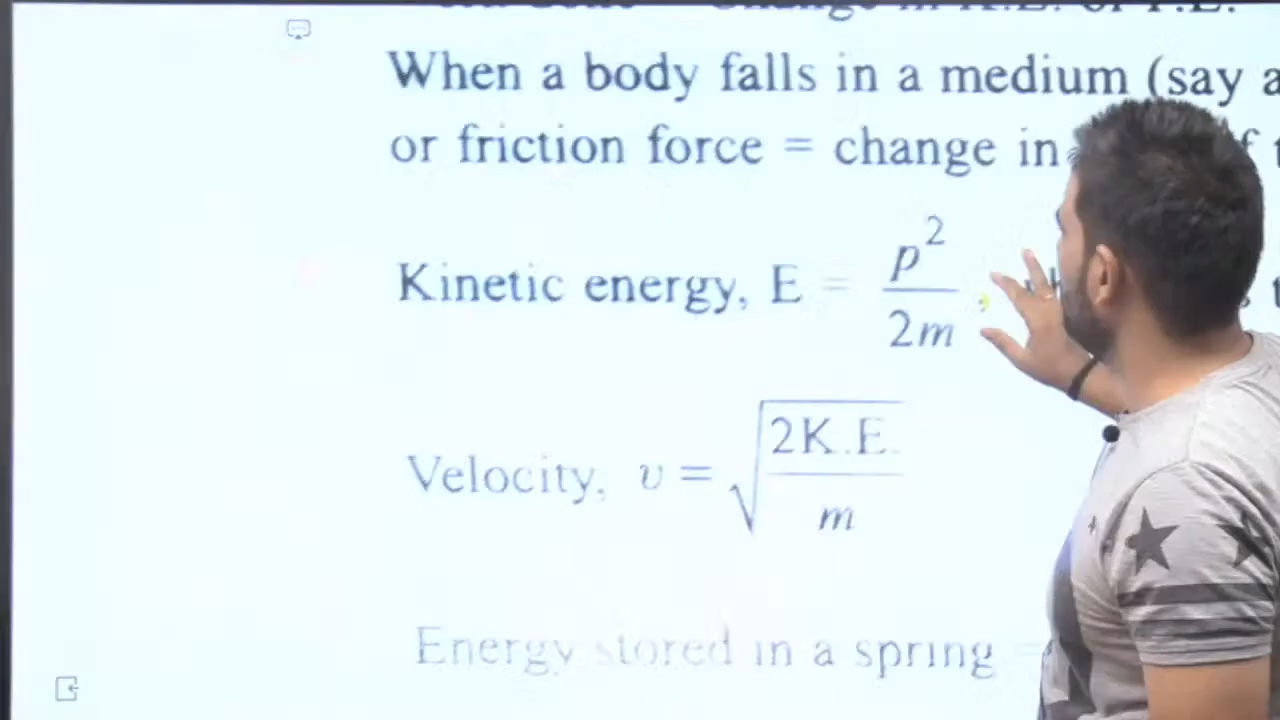 When a body falls in a medium (say a
or friction force = change in
Kinetic energy, E = p²/2m,
Velocity, v = √(2K.E./m)
Energy stored in a spring =